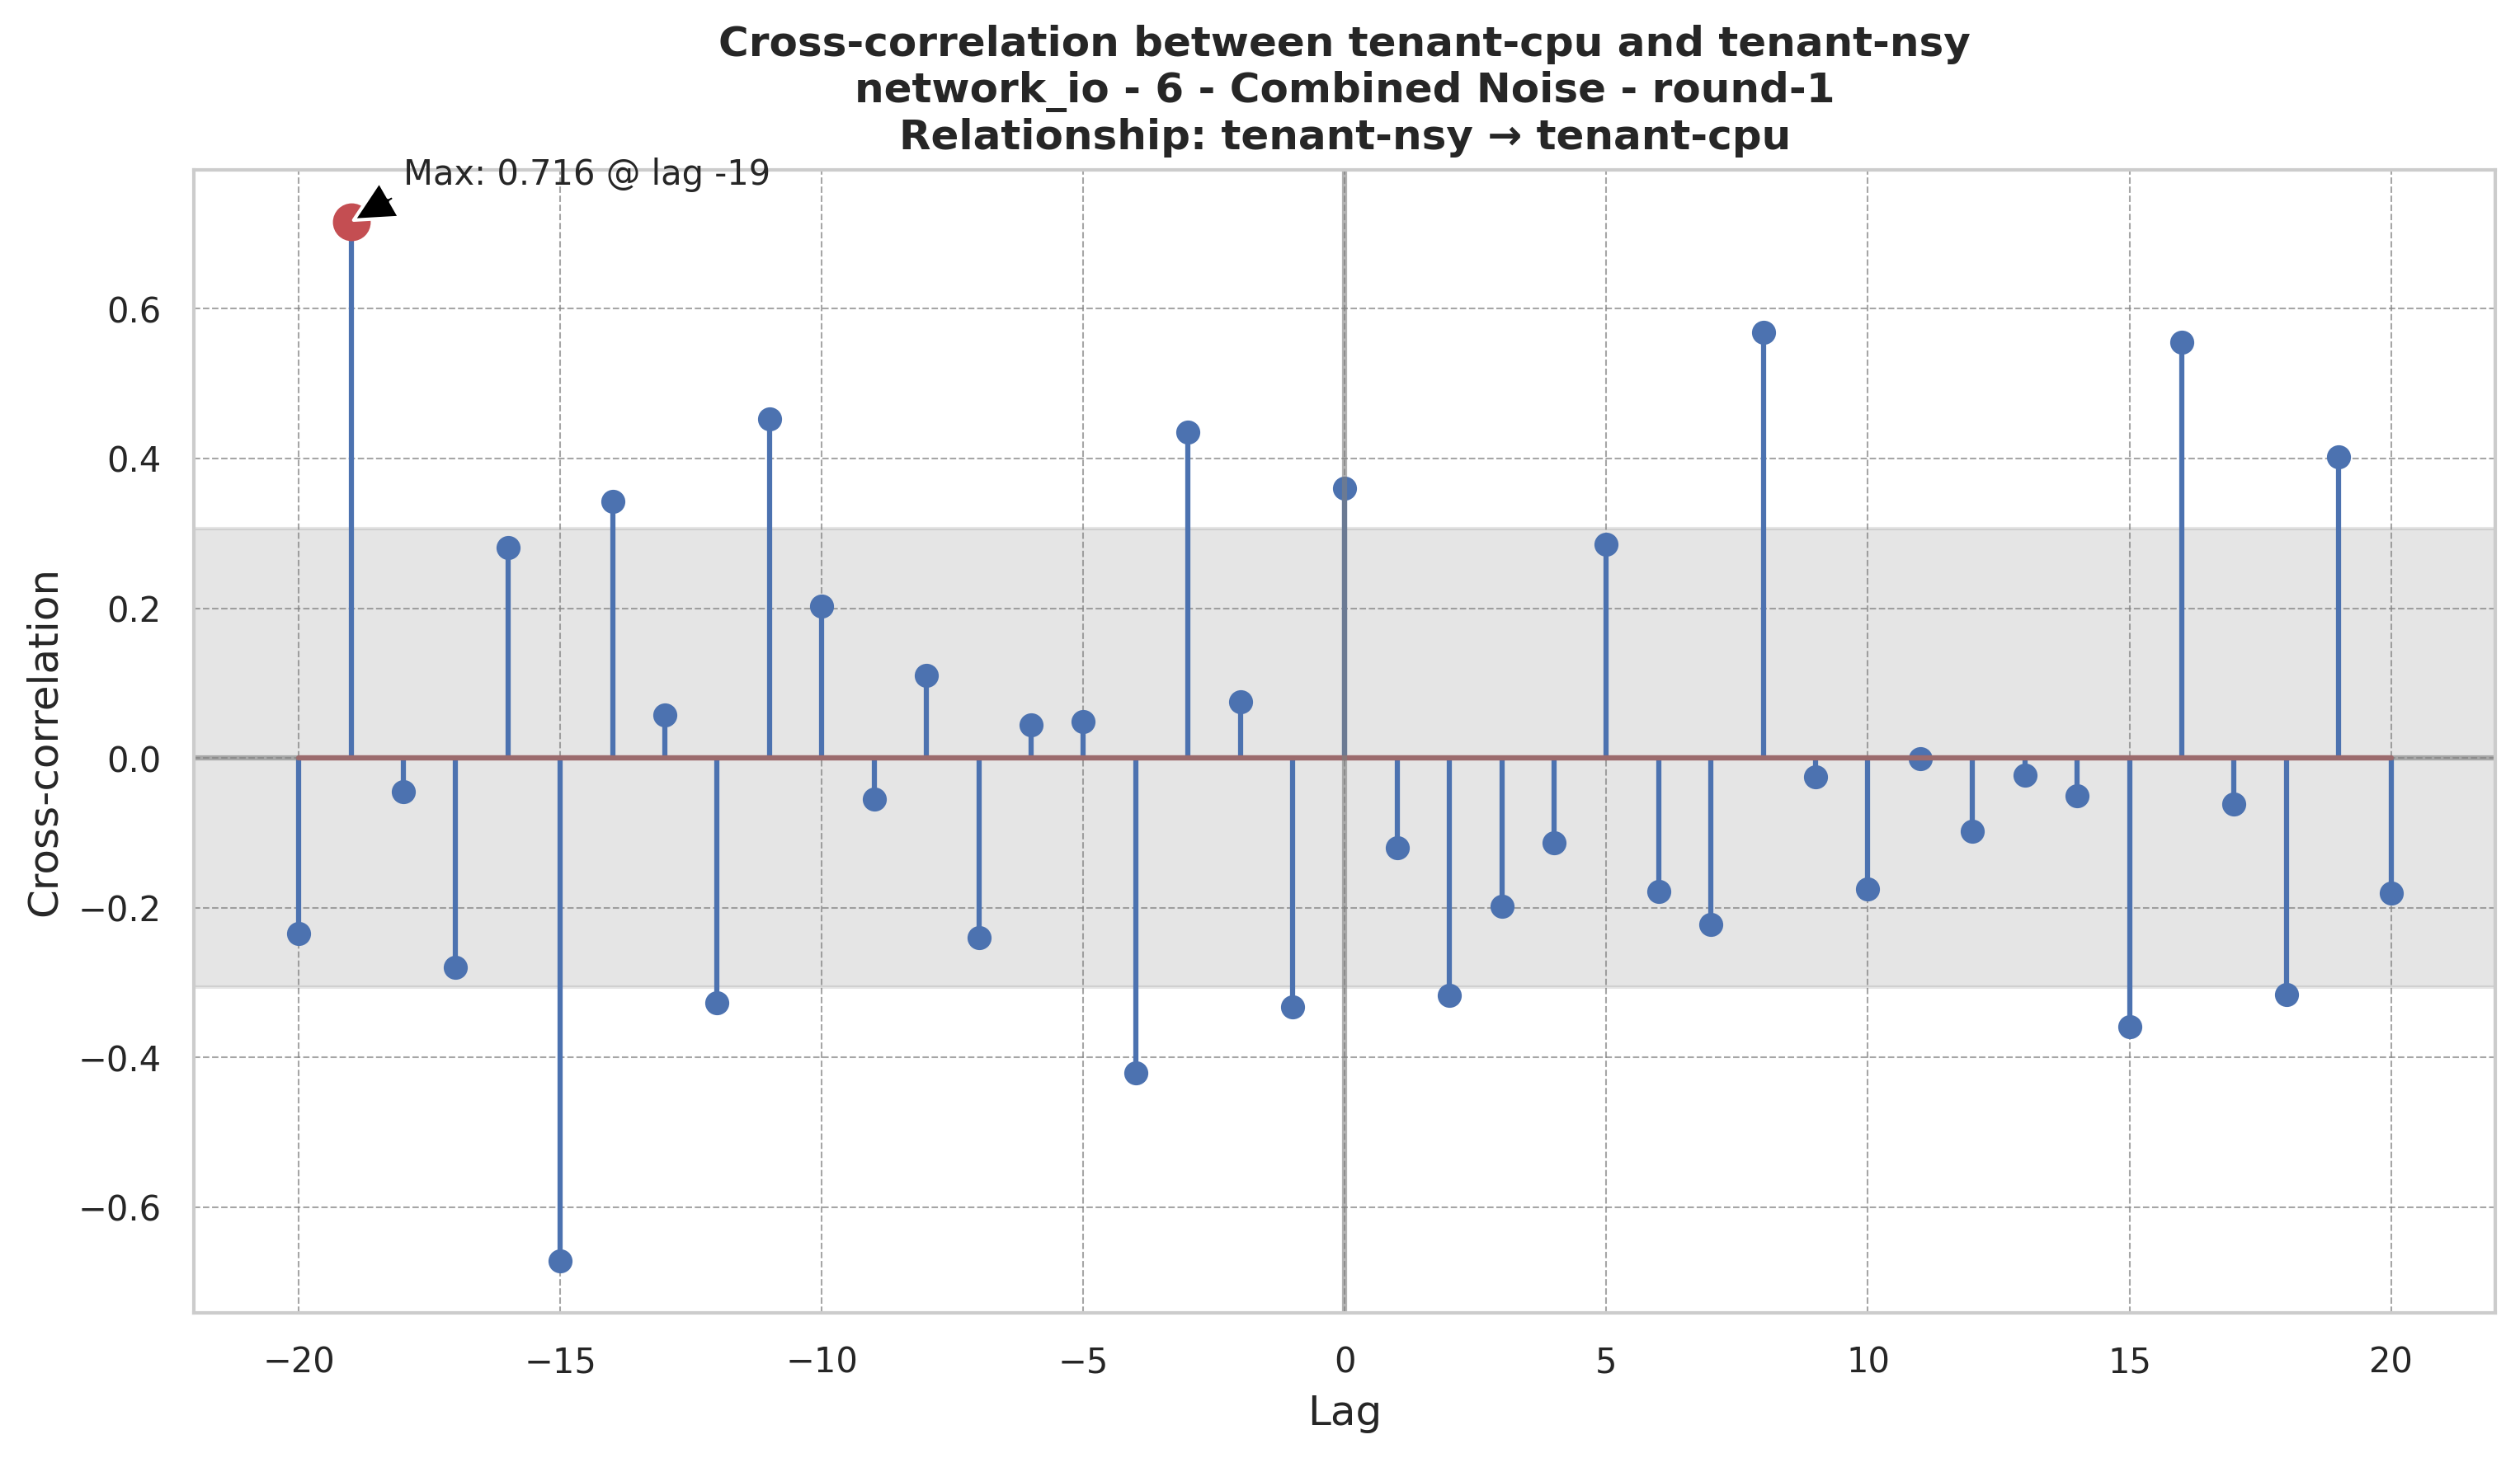 Cross-correlation between tenant-cpu and tenant-nsy
network_io - 6 - Combined Noise - round-1
Relationship: tenant-nsy → tenant-cpu
Max: 0.716 @ lag -19
Cross-correlation
0.6
0.4
0.2
0.0
−0.2
−0.4
−0.6
−20 −15 −10 −5 0 5 10 15 20
Lag